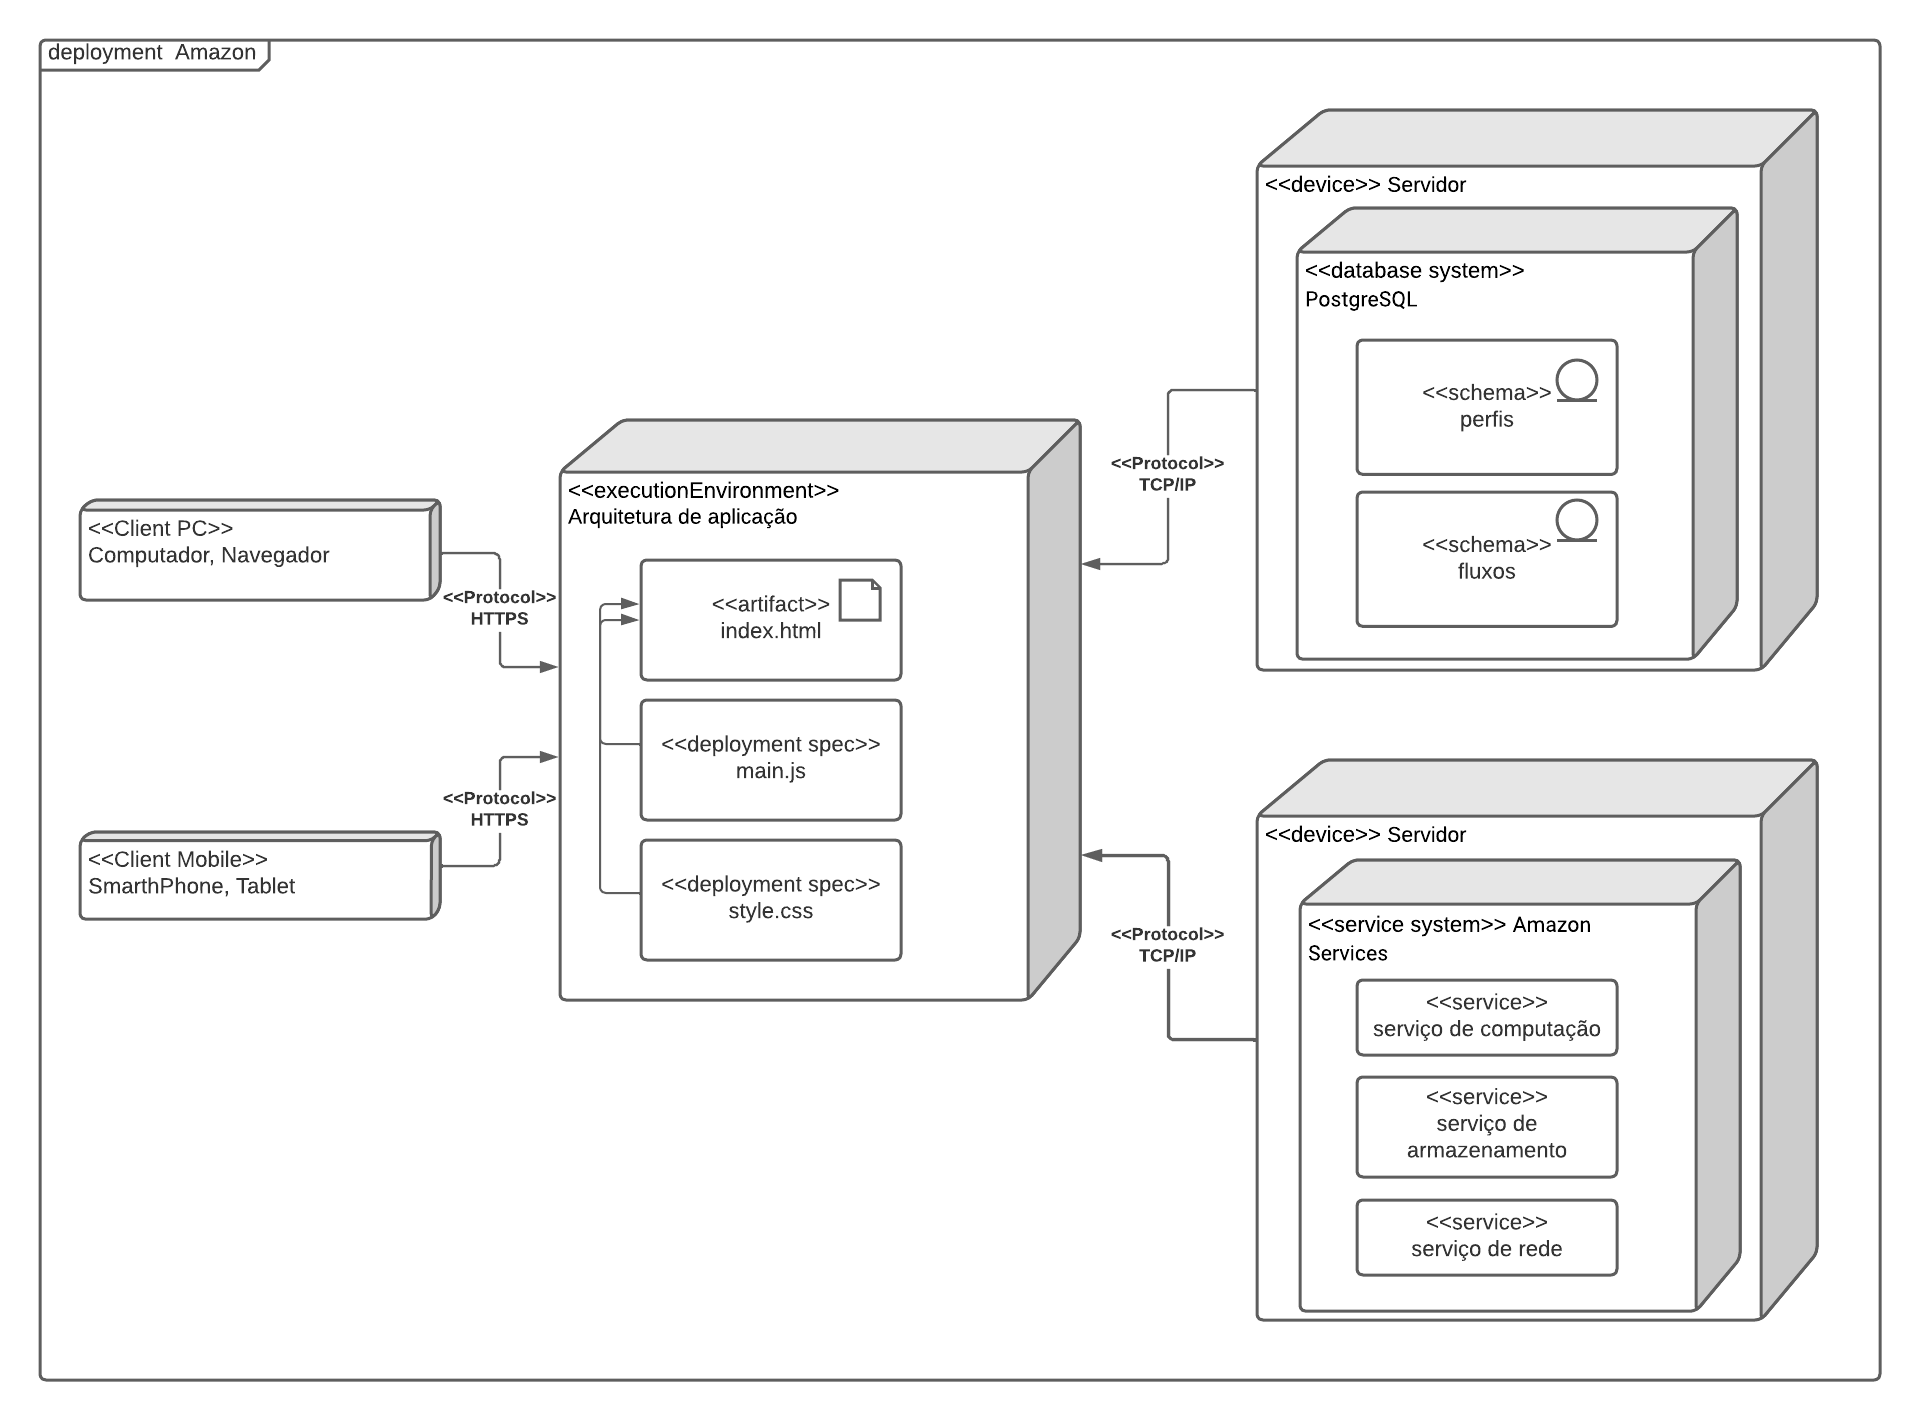 deployment  Amazon
<<Client PC>>
Computador, Navegador
<<Protocol>>
HTTPS
<<Client Mobile>>
SmarthPhone, Tablet
<<Protocol>>
HTTPS
<<executionEnvironment>>
Arquitetura de aplicação
<<artifact>>
index.html
<<deployment spec>>
main.js
<<deployment spec>>
style.css
<<Protocol>>
TCP/IP
<<Protocol>>
TCP/IP
<<device>> Servidor
<<database system>>
PostgreSQL
<<schema>>
perfis
<<schema>>
fluxos
<<device>> Servidor
<<service system>> Amazon
Services
<<service>>
serviço de computação
<<service>>
serviço de
armazenamento
<<service>>
serviço de rede